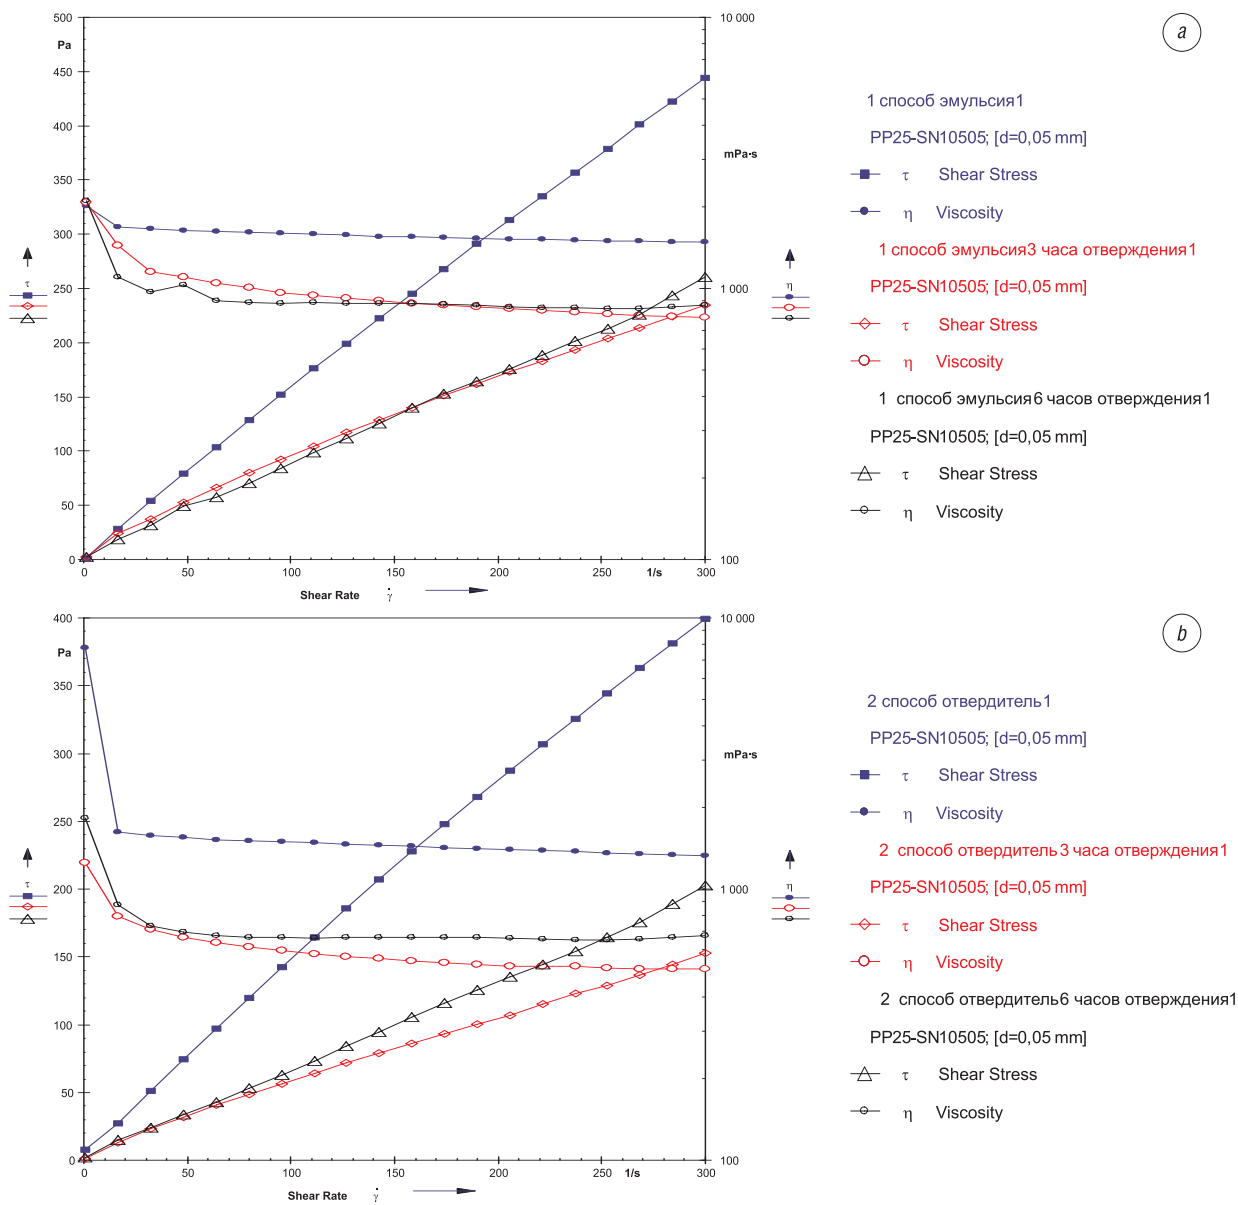 500
Pa
450
400
350
300
250
200
150
100
50
0
τ
10 000
mPa·s
1 000
100
η
0
50
100
150
200
250
1/s
300
Shear Rate γ̇
a
1 способ эмульсия1
PP25-SN10505; [d=0,05 mm]
τ Shear Stress
η Viscosity
1 способ эмульсия3 часа отверждения1
PP25-SN10505; [d=0,05 mm]
τ Shear Stress
η Viscosity
1 способ эмульсия6 часов отверждения1
PP25-SN10505; [d=0,05 mm]
τ Shear Stress
η Viscosity
400
Pa
350
300
250
200
150
100
50
0
τ
10 000
mPa·s
1 000
100
η
0
50
100
150
200
250
1/s
300
Shear Rate γ̇
b
2 способ отвердитель1
PP25-SN10505; [d=0,05 mm]
τ Shear Stress
η Viscosity
2 способ отвердитель3 часа отверждения1
PP25-SN10505; [d=0,05 mm]
τ Shear Stress
η Viscosity
2 способ отвердитель6 часов отверждения1
PP25-SN10505; [d=0,05 mm]
τ Shear Stress
η Viscosity